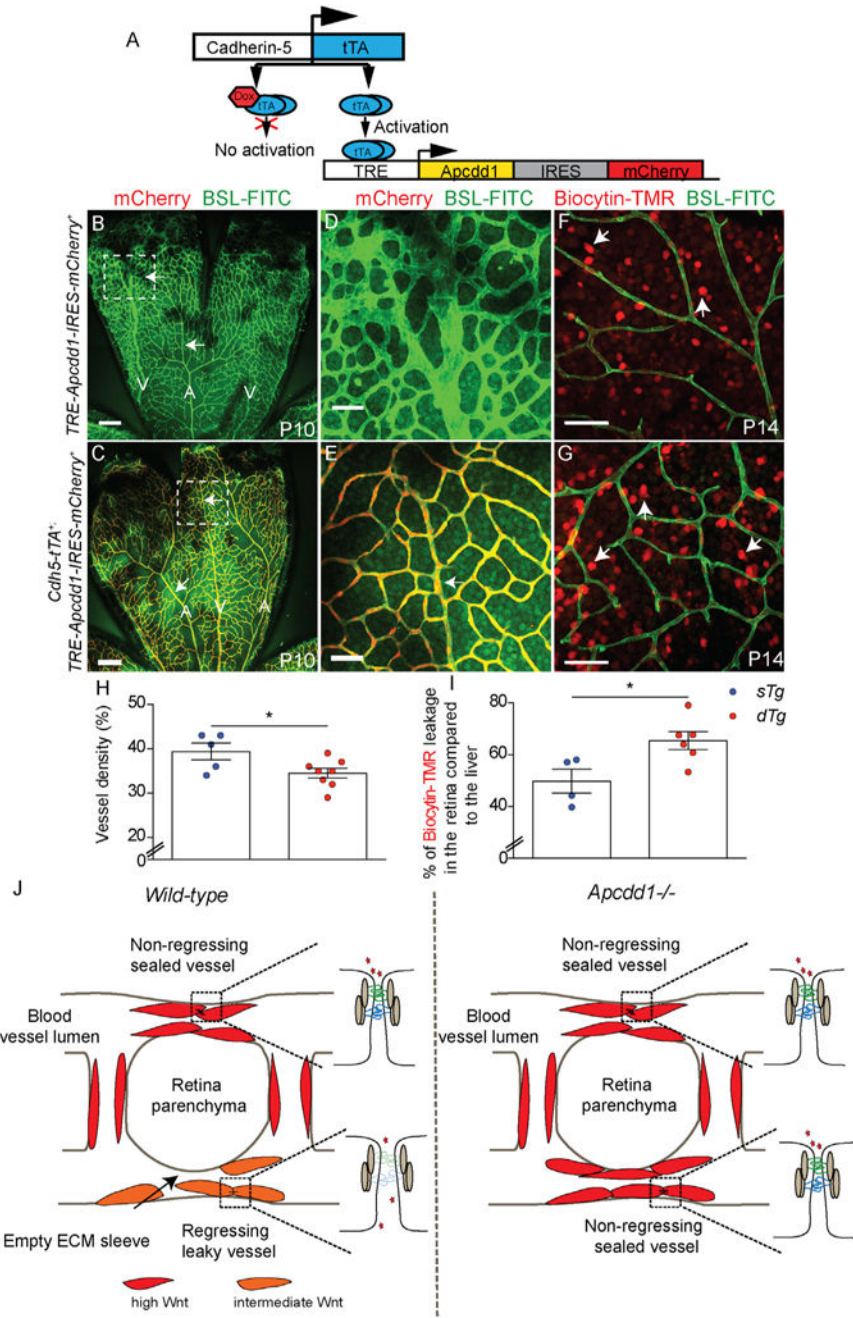 A
Cadherin-5 tTA
Dox
tTA tTA
No activation
Activation
tTA
TRE Apcdd1 IRES mCherry
mCherry BSL-FITC mCherry BSL-FITC Biocytin-TMR BSL-FITC
TRE-Apcdd1-IRES-mCherry+
B D F
V A V
P10 P14
Cdh5-tTA+;
TRE-Apcdd1-IRES-mCherry+
C E G
A V A
P10 P14
H
Vessel density (%)
50
40
30
20
0
*
I
% of Biocytin-TMR leakage
in the retina compared
to the liver
80
60
40
0
*
sTg
dTg
J
Wild-type
Non-regressing
sealed vessel
Blood
vessel lumen
Retina
parenchyma
Empty ECM sleeve
Regressing
leaky vessel
high Wnt
intermediate Wnt
Apcdd1-/-
Non-regressing
sealed vessel
Blood
vessel lumen
Retina
parenchyma
Non-regressing
sealed vessel